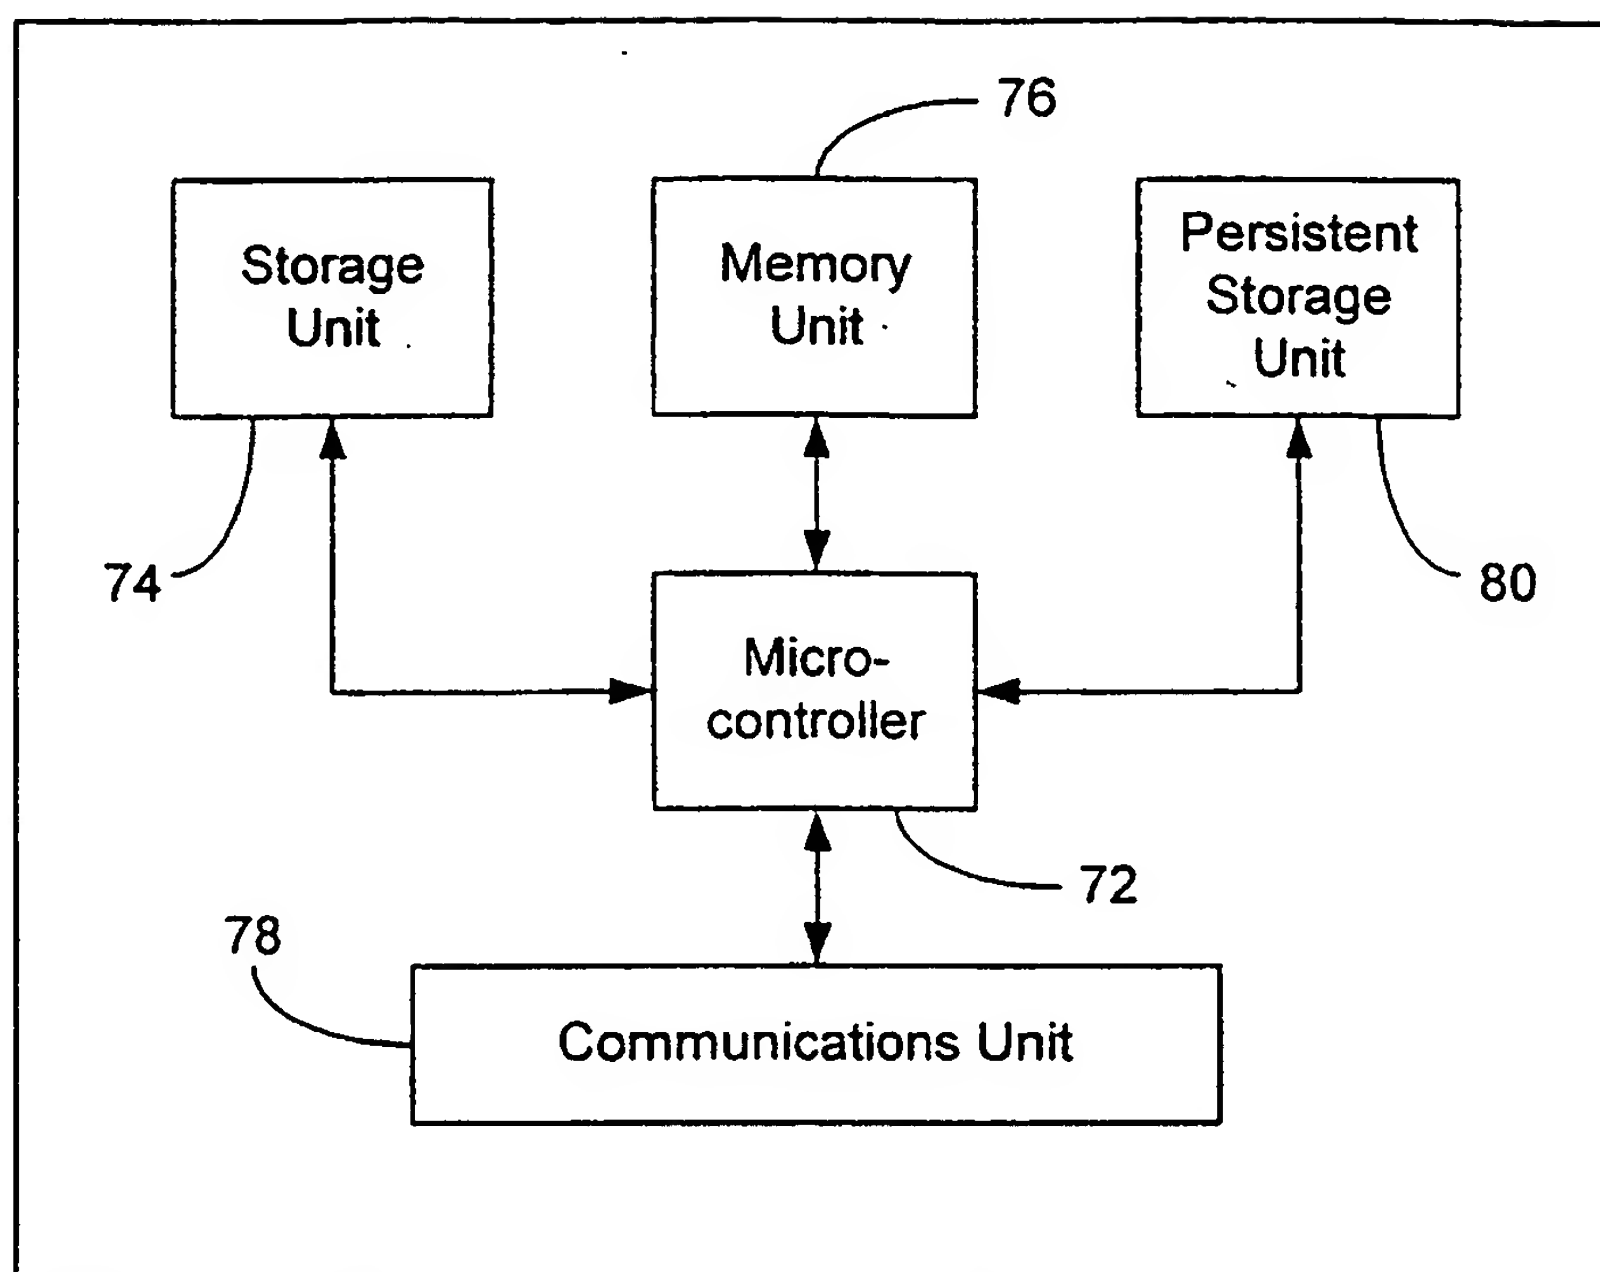 76
Storage
Unit
Memory
Unit
Persistent
Storage
Unit
74
80
Micro-
controller
72
78
Communications Unit